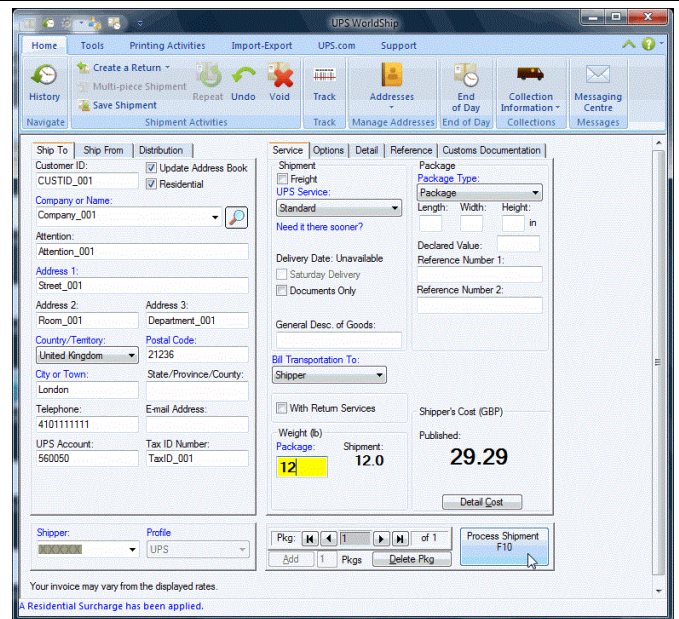 UPS WorldShip
Home Tools Printing Activities Import-Export UPS.com Support
Create a Return
Multi-piece Shipment
Save Shipment
History Repeat Undo Void Track Addresses End of Day Collection Information Messaging Centre
Navigate Shipment Activities Track Manage Addresses End of Day Collections Messages
Ship To Ship From Distribution
Customer ID:
CUSTID_001
Update Address Book
Residential
Company or Name:
Company_001
Attention:
Attention_001
Address 1:
Street_001
Address 2: Address 3:
Room_001 Department_001
Country/Territory: Postal Code:
United Kingdom 21236
City or Town: State/Province/County:
London
Telephone: E-mail Address:
4101111111
UPS Account: Tax ID Number:
560050 TaxID_001
Shipper: Profile
XXXXX UPS
Service Options Detail Reference Customs Documentation
Shipment
Freight
UPS Service:
Standard
Need it there sooner?
Delivery Date: Unavailable
Saturday Delivery
Documents Only
General Desc. of Goods:
Bill Transportation To:
Shipper
With Return Services
Weight (lb)
Package: Shipment:
12 12.0
Package
Package Type:
Package
Length: Width: Height:
in
Declared Value:
Reference Number 1:
Reference Number 2:
Shipper's Cost (GBP)
Published:
29.29
Detail Cost
Pkg: 1 of 1
Add 1 Pkgs Delete Pkg
Process Shipment
F10
Your invoice may vary from the displayed rates.
A Residential Surcharge has been applied.